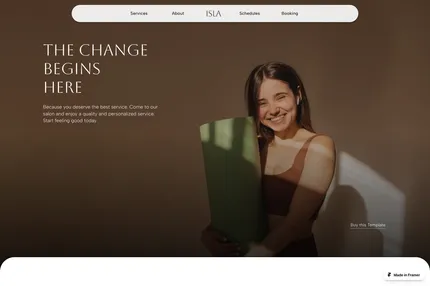 Services
About
ISLA
Schedules
Booking
THE CHANGE
BEGINS
HERE
Because you deserve the best service. Come to our
salon and enjoy a quality and personalized service.
Start feeling good today.
Buy this Template
Made in Framer